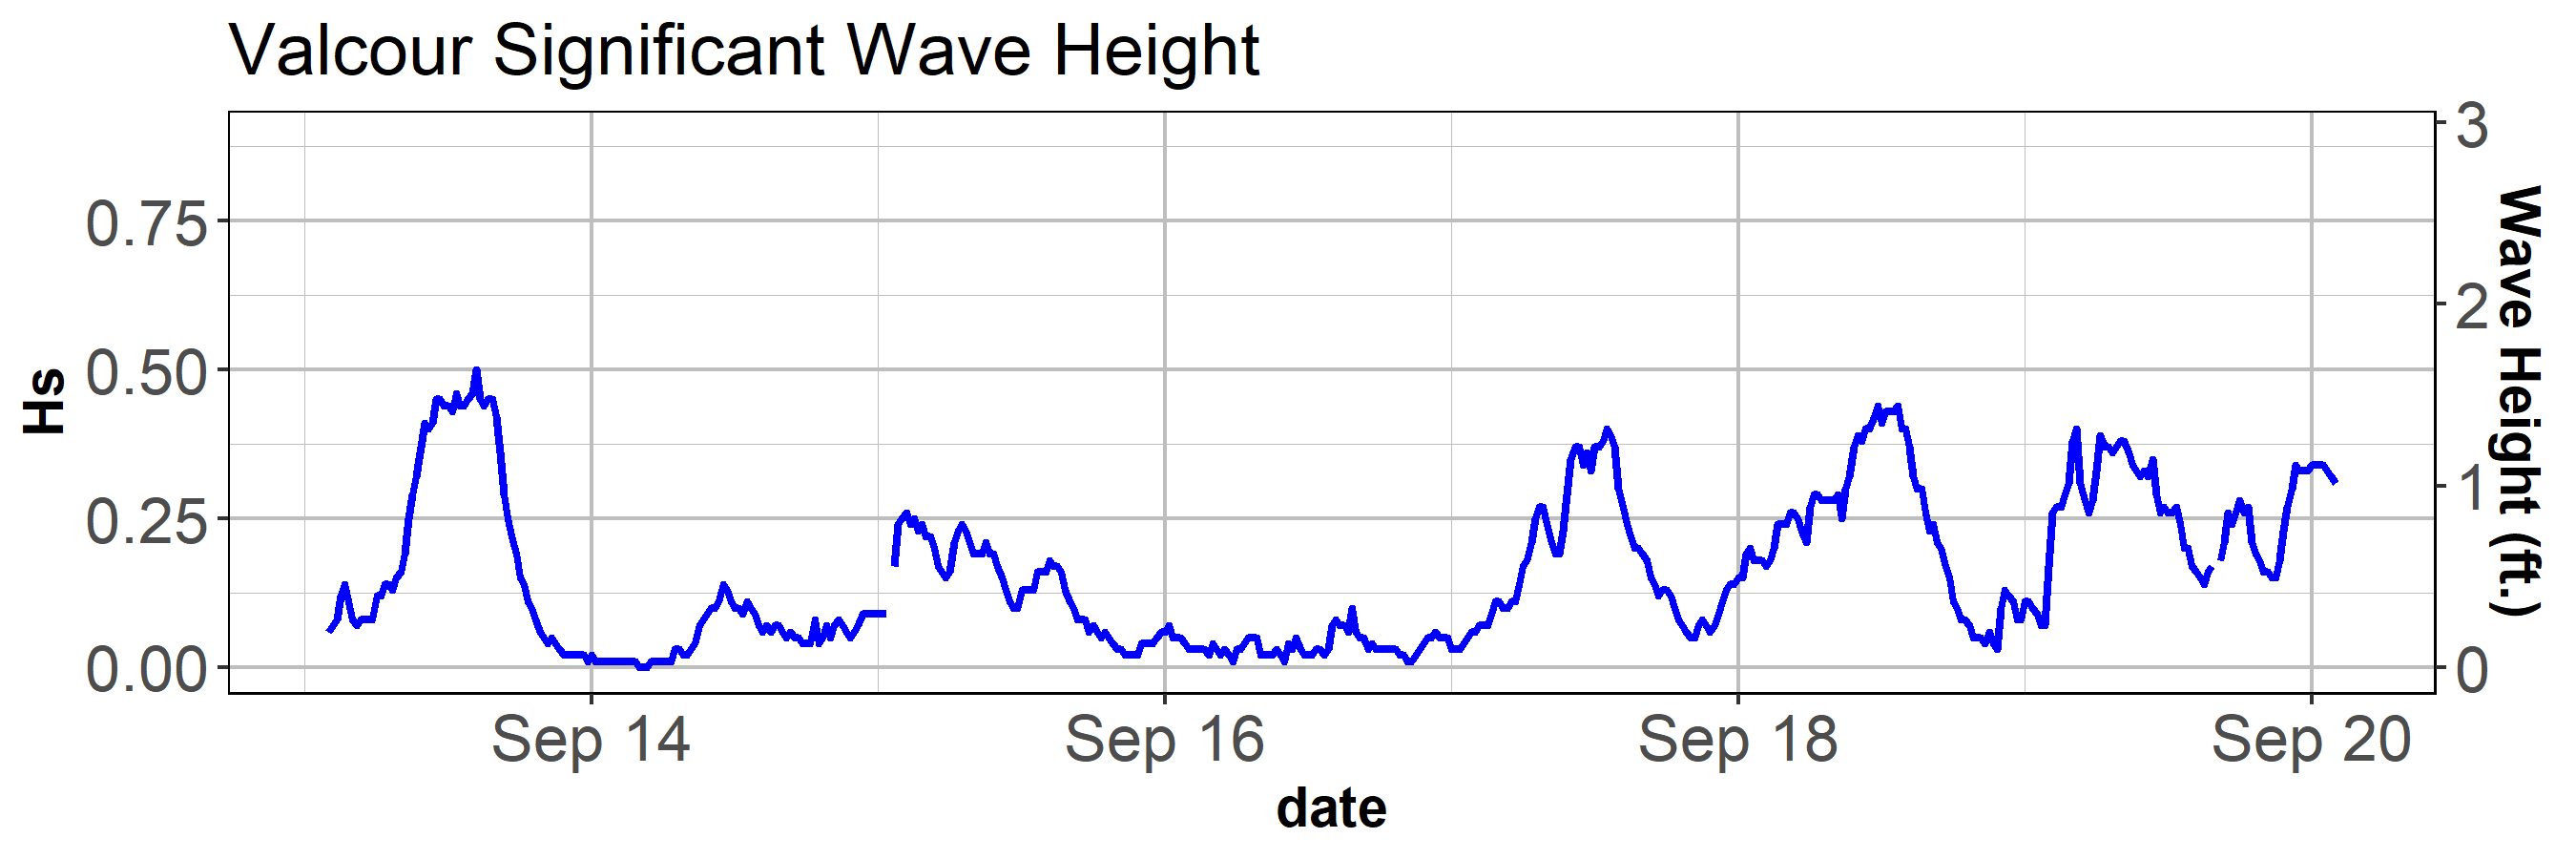 Valcour Significant Wave Height
Hs
0.75
0.50
0.25
0.00
3
2
1
0
Wave Height (ft.)
Sep 14
Sep 16
Sep 18
Sep 20
date